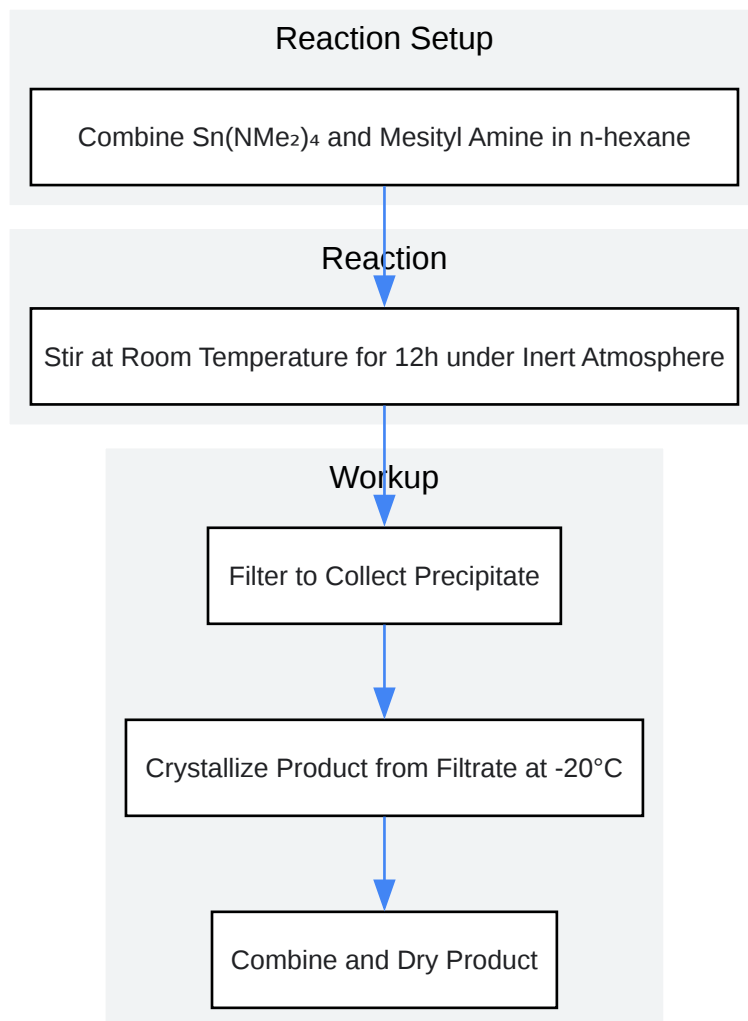 Reaction Setup
Combine Sn(NMe₂)₄ and Mesityl Amine in n-hexane
Reaction
Stir at Room Temperature for 12h under Inert Atmosphere
Workup
Filter to Collect Precipitate
Crystallize Product from Filtrate at -20°C
Combine and Dry Product